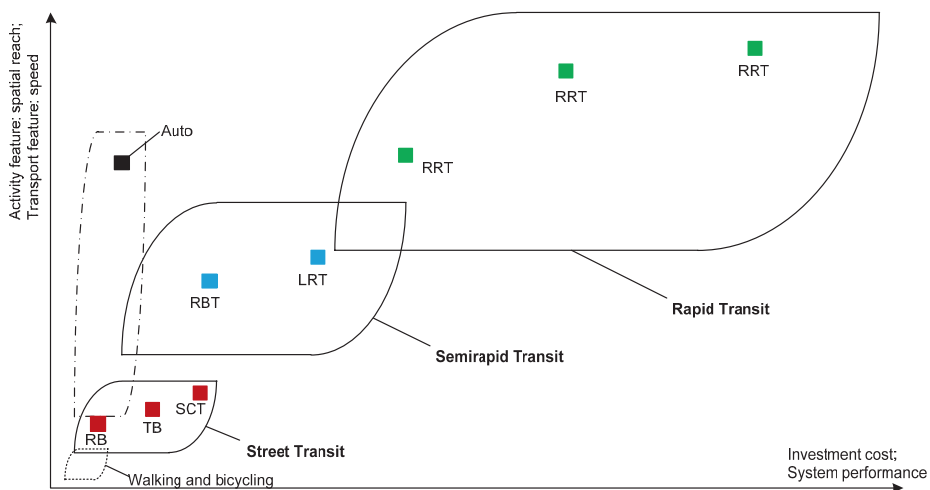 Activity feature: spatial reach;
Transport feature: speed
Auto
RRT
RRT
RRT
RBT
LRT
Rapid Transit
Semirapid Transit
RB
TB
SCT
Street Transit
Walking and bicycling
Investment cost;
System performance